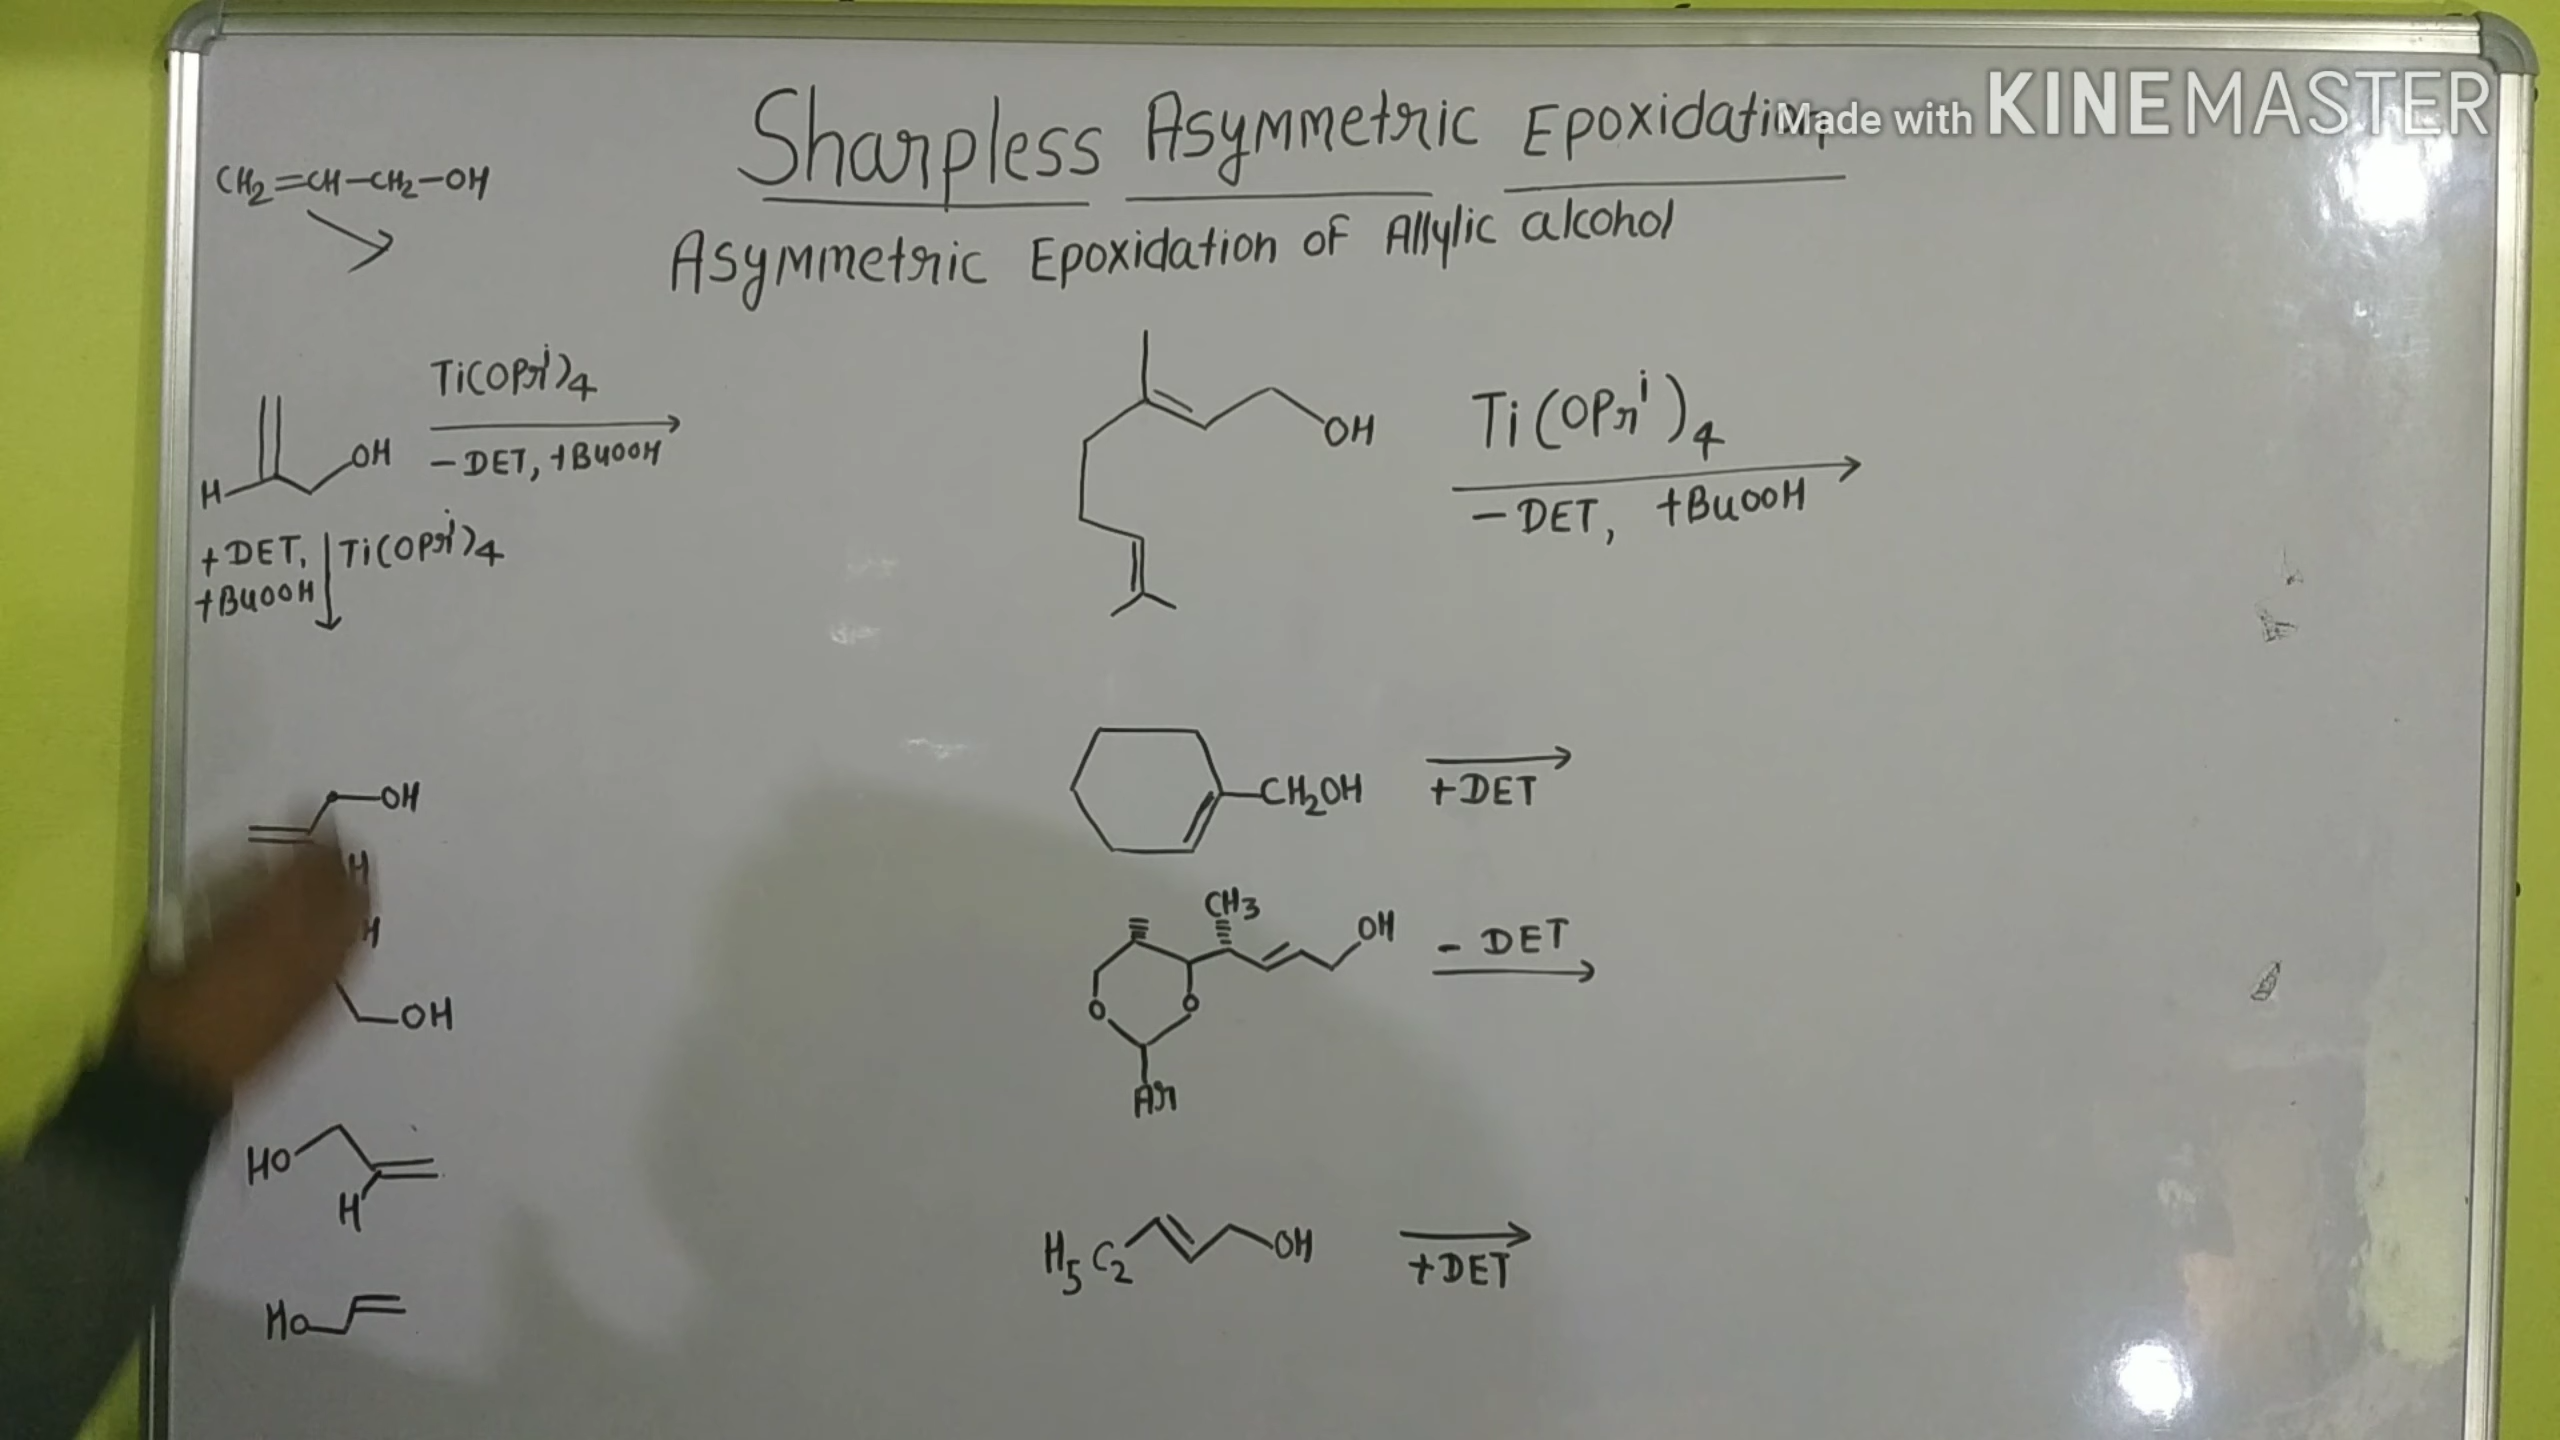 Made with KINEMASTER
Sharpless Asymmetric Epoxidation
CH2=CH-CH2-OH
Asymmetric Epoxidation of Allylic alcohol
Ti(OPri)4
H OH
- DET, tBuOOH
+ DET, Ti(OPri)4
tBuOOH
OH
Ti(OPri)4
- DET, tBuOOH
OH
H
H
OH
HO
H
HO
CH2OH
+DET
CH3
OH
- DET
O O
Ar
H5C2 OH
+DET